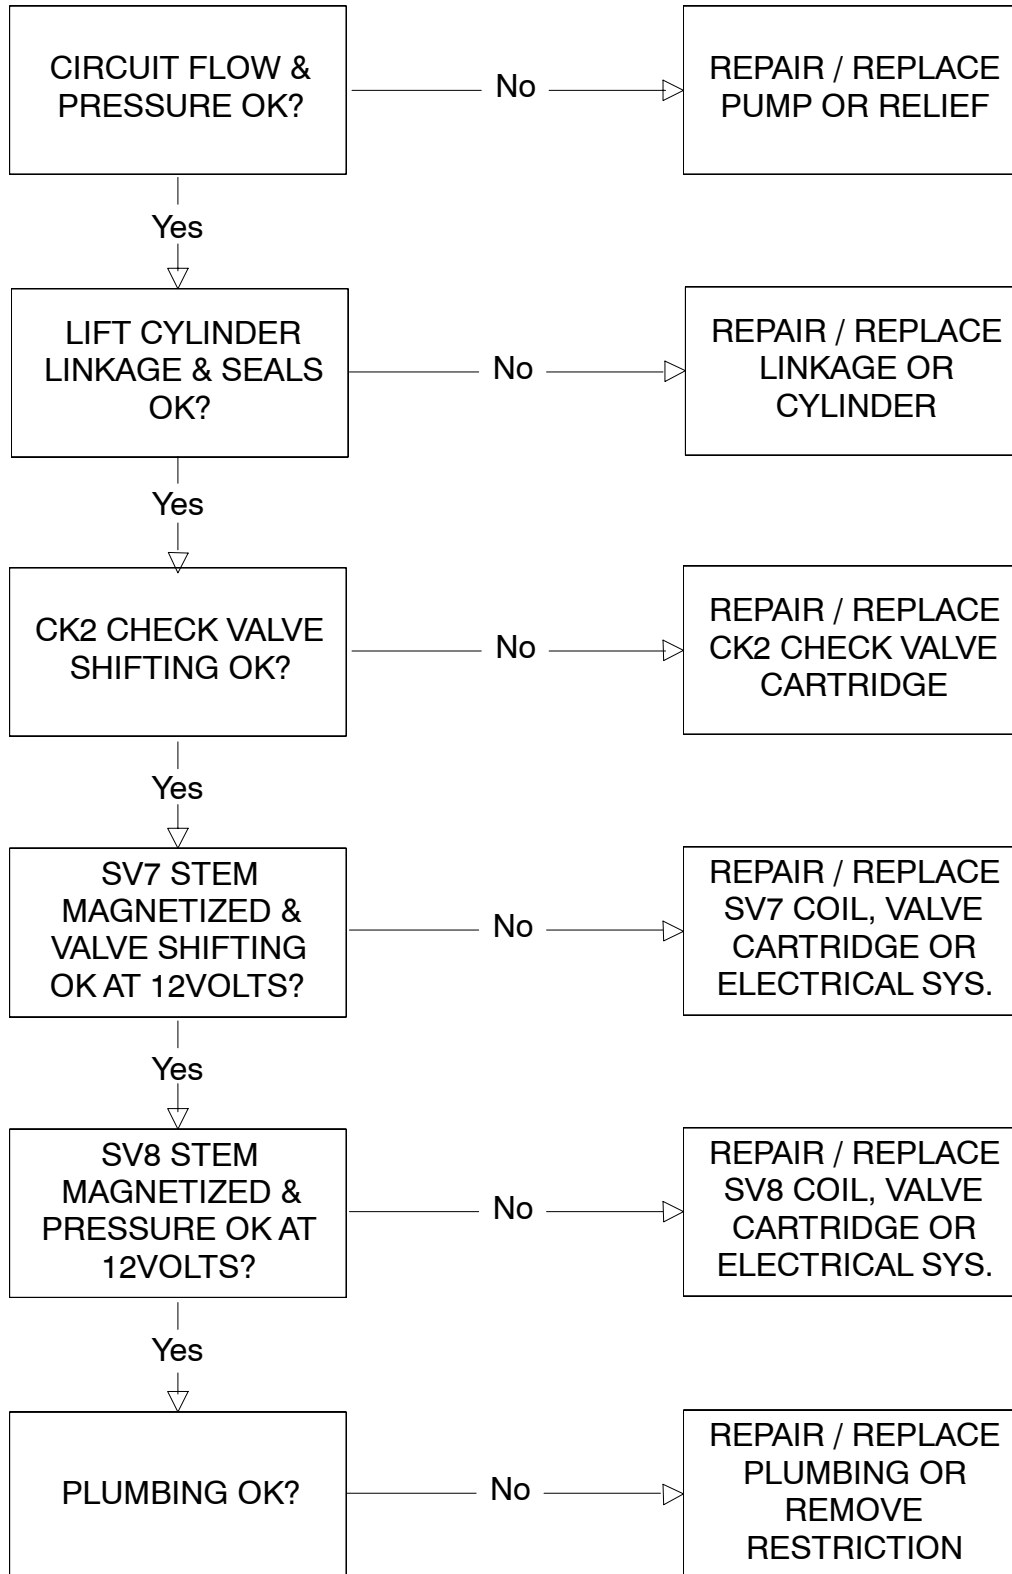 CIRCUIT FLOW &
PRESSURE OK?
No
REPAIR / REPLACE
PUMP OR RELIEF
Yes
LIFT CYLINDER
LINKAGE & SEALS
OK?
No
REPAIR / REPLACE
LINKAGE OR
CYLINDER
Yes
CK2 CHECK VALVE
SHIFTING OK?
No
REPAIR / REPLACE
CK2 CHECK VALVE
CARTRIDGE
Yes
SV7 STEM
MAGNETIZED &
VALVE SHIFTING
OK AT 12VOLTS?
No
REPAIR / REPLACE
SV7 COIL, VALVE
CARTRIDGE OR
ELECTRICAL SYS.
Yes
SV8 STEM
MAGNETIZED &
PRESSURE OK AT
12VOLTS?
No
REPAIR / REPLACE
SV8 COIL, VALVE
CARTRIDGE OR
ELECTRICAL SYS.
Yes
PLUMBING OK?
No
REPAIR / REPLACE
PLUMBING OR
REMOVE
RESTRICTION